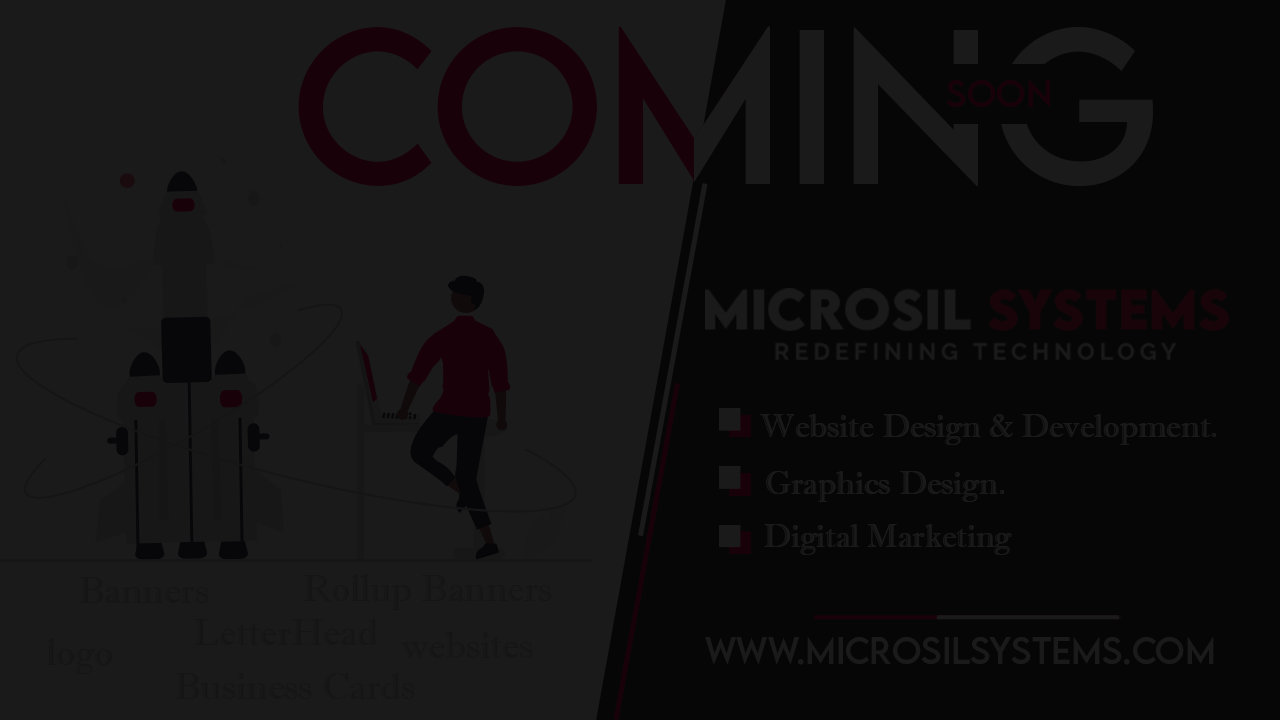 COMING
SOON
MICROSIL SYSTEMS
REDEFINING TECHNOLOGY
Website Design & Development.
Graphics Design.
Digital Marketing
Banners
Rollup Banners
LetterHead
logo
websites
Business Cards
WWW.MICROSILSYSTEMS.COM